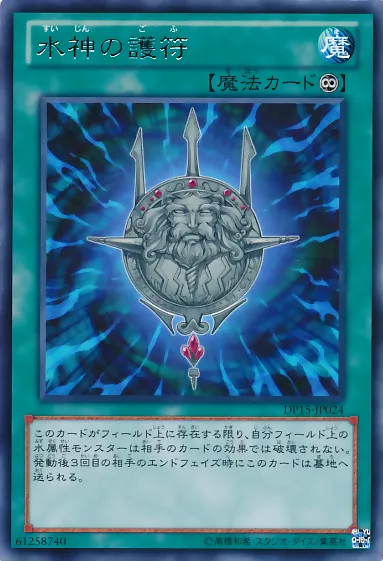 水神の護符
すいじん ごふ
魔
【魔法カード】
DP15-JP024
このカードがフィールド上に存在する限り、自分フィールド上の
水属性モンスターは相手のカードの効果では破壊されない。
発動後3回目の相手のエンドフェイズ時にこのカードは墓地へ
送られる。
61258740
©高橋和希 スタジオ・ダイス/集英社